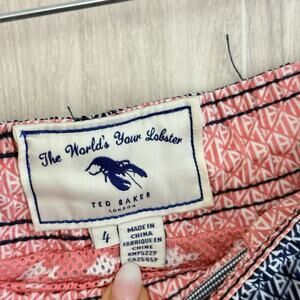 The World's Your Lobster
TED BAKER
LONDON
4
MADE IN
CHINA
FABRIQUE EN
CHINE